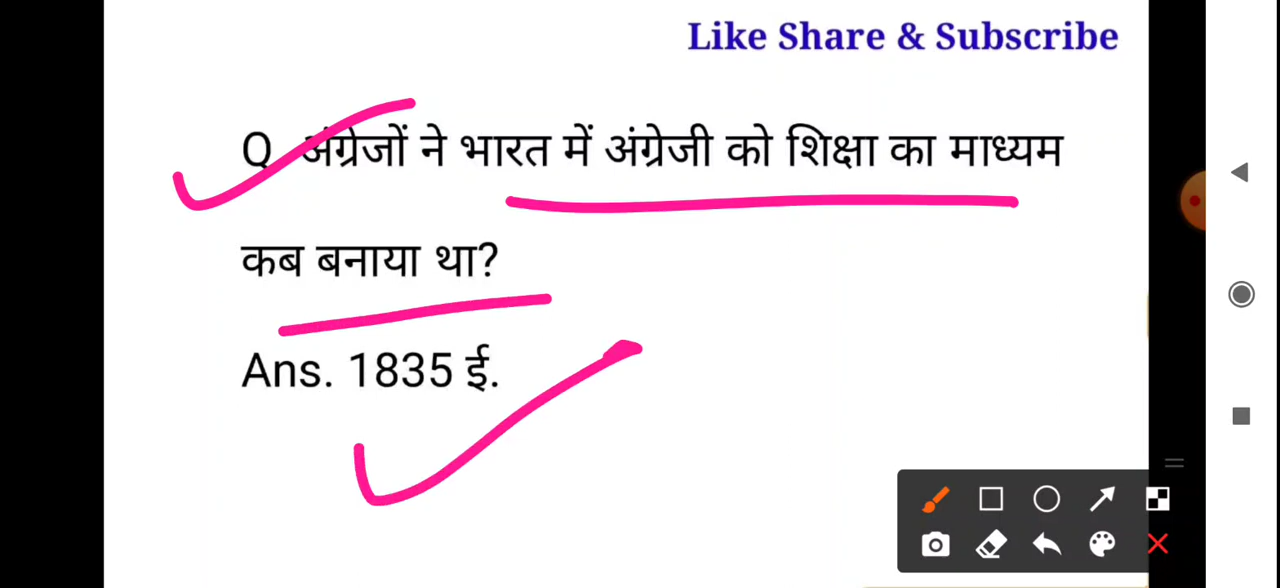 Like Share & Subscribe
Q अंग्रेजों ने भारत में अंग्रेजी को शिक्षा का माध्यम
कब बनाया था?
Ans. 1835 ई.